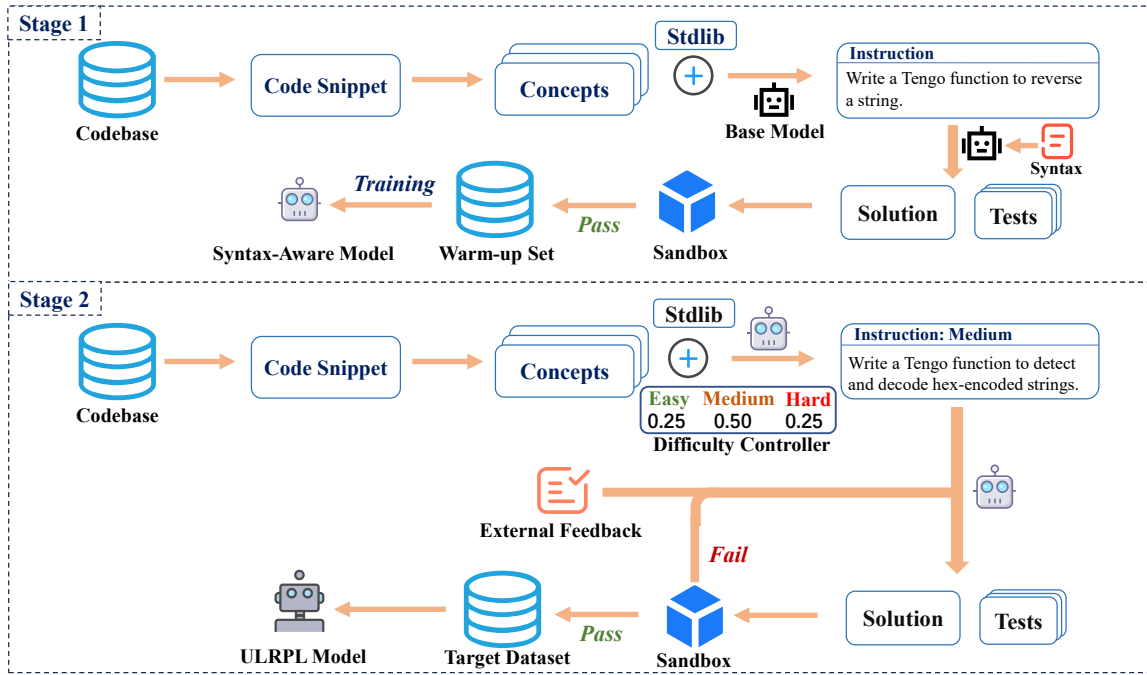 Stage 1
Stdlib
Codebase
Code Snippet
Concepts
Base Model
Instruction
Write a Tengo function to reverse
a string.
Syntax
Solution
Tests
Sandbox
Pass
Warm-up Set
Training
Syntax-Aware Model
Stage 2
Stdlib
Codebase
Code Snippet
Concepts
Easy Medium Hard
0.25 0.50 0.25
Difficulty Controller
Instruction: Medium
Write a Tengo function to detect
and decode hex-encoded strings.
External Feedback
Fail
Solution
Tests
Sandbox
Pass
Target Dataset
ULRPL Model